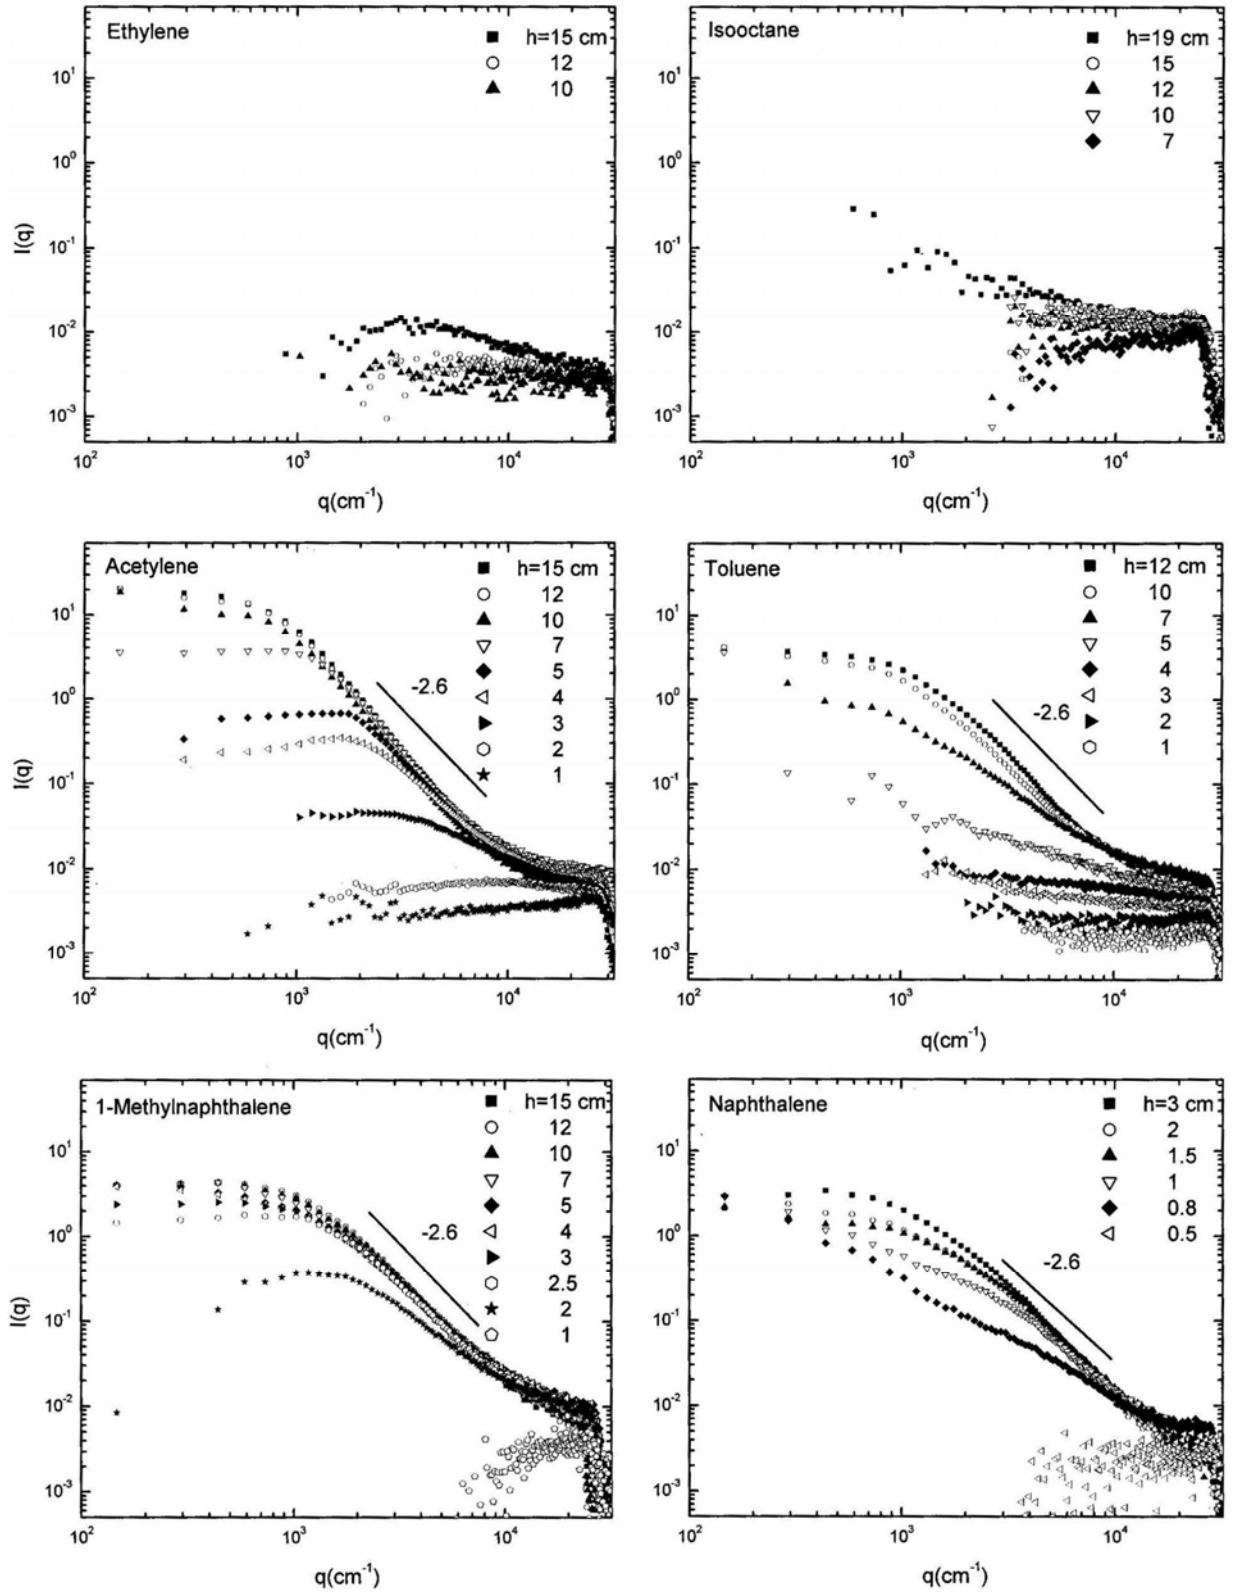 Ethylene
h=15 cm
12
10
10¹
10⁰
10⁻¹
10⁻²
10⁻³
I(q)
10² 10³ 10⁴
q(cm⁻¹)
Isooctane
h=19 cm
15
12
10
7
10¹
10⁰
10⁻¹
10⁻²
10⁻³
10² 10³ 10⁴
q(cm⁻¹)
Acetylene
h=15 cm
12
10
7
5
4
3
2
1
-2.6
10¹
10⁰
10⁻¹
10⁻²
10⁻³
I(q)
10² 10³ 10⁴
q(cm⁻¹)
Toluene
h=12 cm
10
7
5
4
3
2
1
-2.6
10¹
10⁰
10⁻¹
10⁻²
10⁻³
10² 10³ 10⁴
q(cm⁻¹)
1-Methylnaphthalene
h=15 cm
12
10
7
5
4
3
2.5
2
1
-2.6
10¹
10⁰
10⁻¹
10⁻²
10⁻³
I(q)
10² 10³ 10⁴
q(cm⁻¹)
Naphthalene
h=3 cm
2
1.5
1
0.8
0.5
-2.6
10¹
10⁰
10⁻¹
10⁻²
10⁻³
10² 10³ 10⁴
q(cm⁻¹)